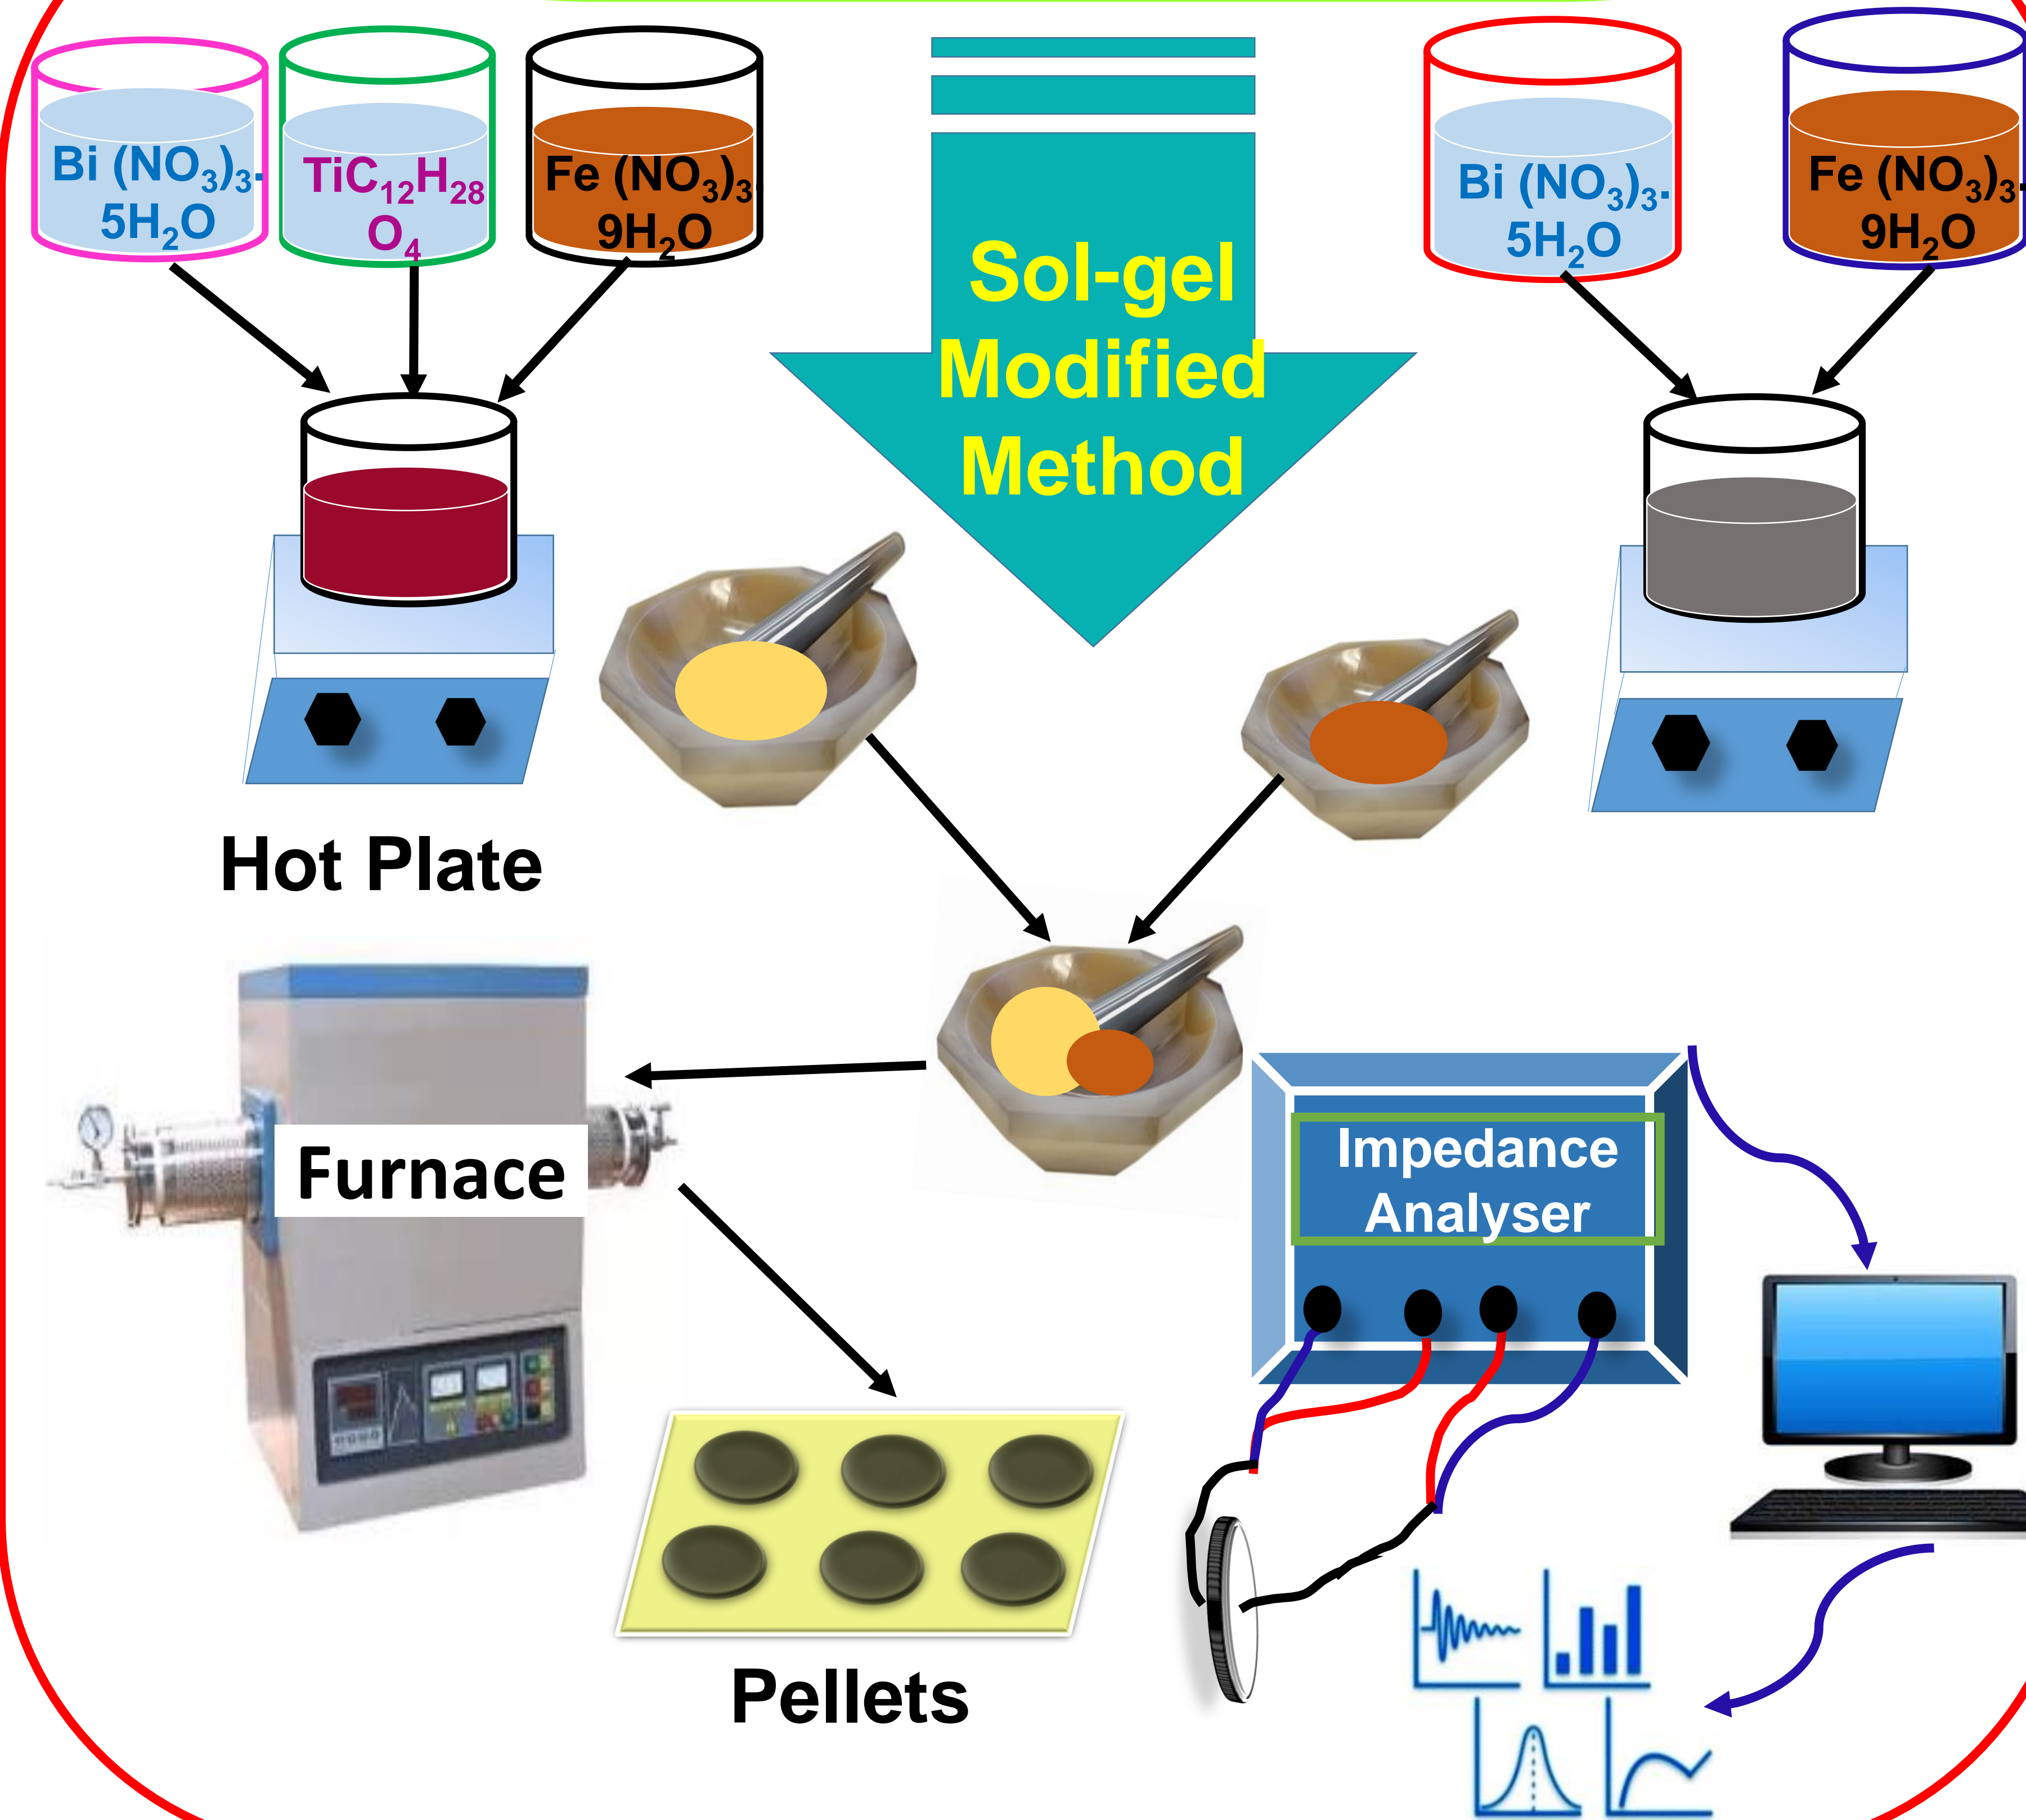 Bi (NO₃)₃.
5H₂O
TiC₁₂H₂₈
O₄
Fe (NO₃)₃.
9H₂O
Sol-gel
Modified
Method
Bi (NO₃)₃.
5H₂O
Fe (NO₃)₃.
9H₂O
Hot Plate
Furnace
Impedance
Analyser
Pellets